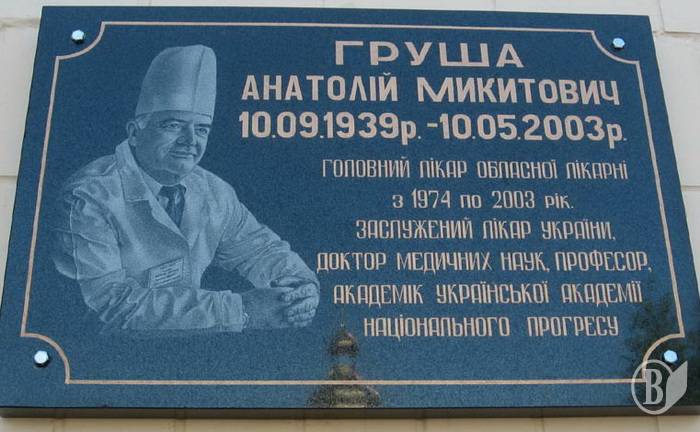 ГРУША
АНАТОЛІЙ МИКИТОВИЧ
10.09.1939р. -10.05.2003р.
ГОЛОВНИЙ ЛІКАР ОБЛАСНОЇ ЛІКАРНІ
з 1974 по 2003 рік.
ЗАСЛУЖЕНИЙ ЛІКАР УКРАЇНИ,
ДОКТОР МЕДИЧНИХ НАУК, ПРОФЕСОР,
АКАДЕМІК УКРАЇНСЬКОЇ АКАДЕМІЇ
НАЦІОНАЛЬНОГО ПРОГРЕСУ
В